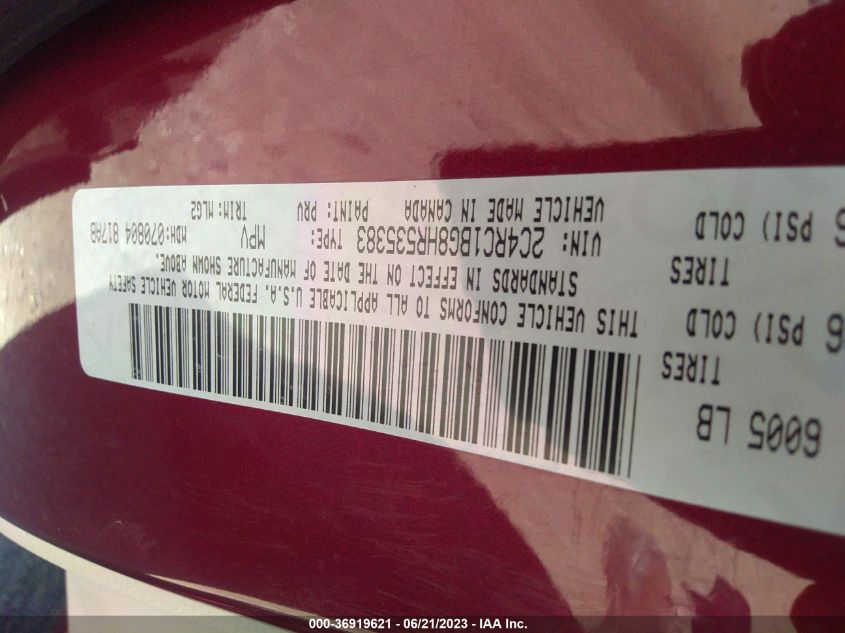 6005 LB
TIRES
6 PSI) COLD
TIRES
6 PSI) COLD
THIS VEHICLE CONFORMS TO ALL APPLICABLE U.S.A. FEDERAL MOTOR VEHICLE SAFETY
STANDARDS IN EFFECT ON THE DATE OF MANUFACTURE SHOWN ABOVE.
VIN: 2C4RC1BG8HR535383 TYPE: MPV MDH:070804 817AB
VEHICLE MADE IN CANADA PAINT: PRV TRIM: MLG2
000-36919621 - 06/21/2023 - IAA Inc.